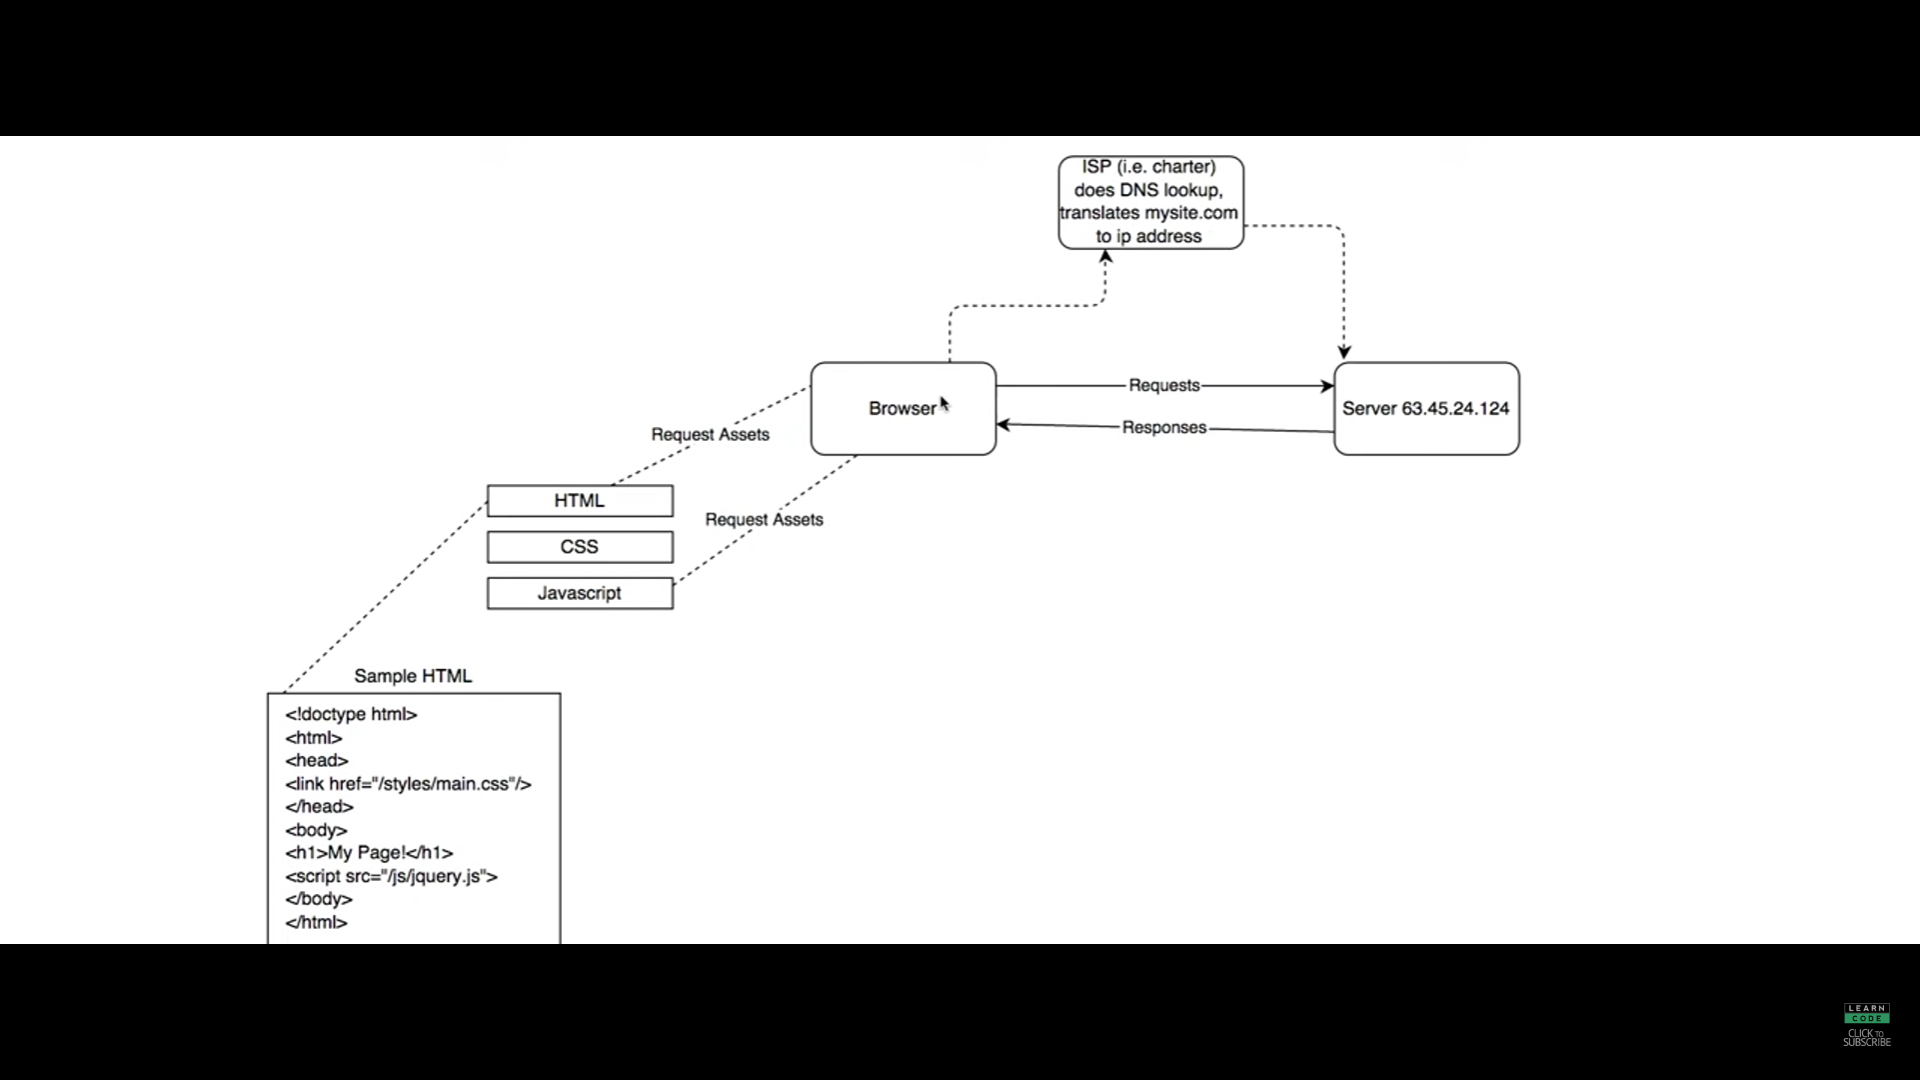 ISP (i.e. charter)
does DNS lookup,
translates mysite.com
to ip address
Browser
Requests
Responses
Server 63.45.24.124
Request Assets
HTML
CSS
Javascript
Request Assets
Sample HTML
<!doctype html>
<html>
<head>
<link href="/styles/main.css"/>
</head>
<body>
<h1>My Page!</h1>
<script src="/js/jquery.js">
</body>
</html>
LEARN
CODE
CLICK TO
SUBSCRIBE